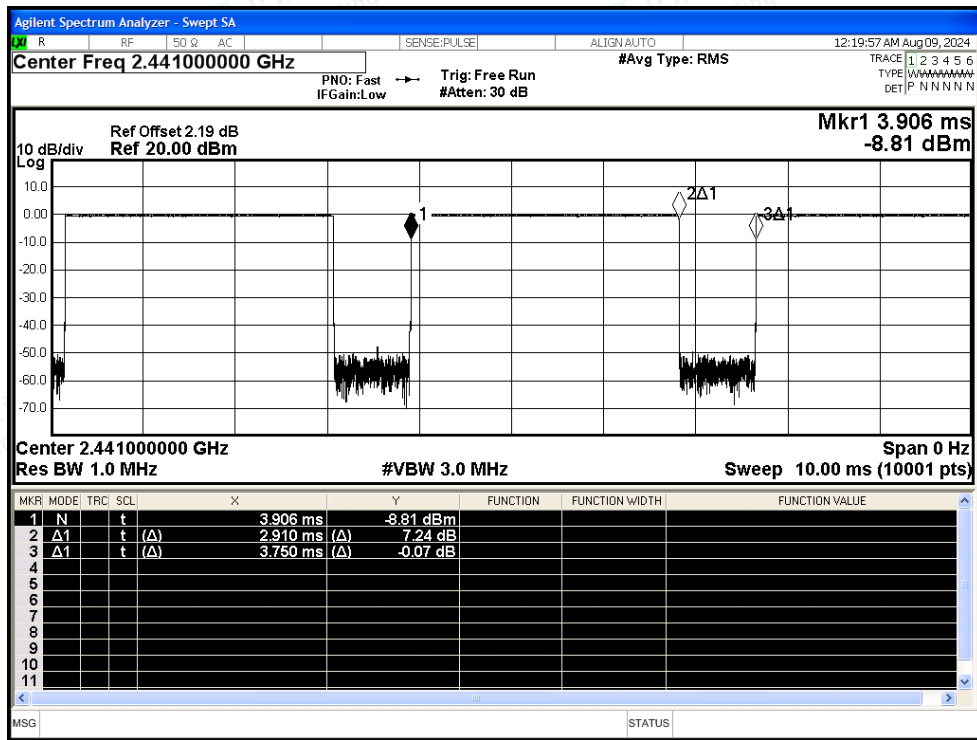 Agilent Spectrum Analyzer - Swept SA
LXI R RF 50 Ω AC SENSE:PULSE ALIGN AUTO 12:19:57 AM Aug 09, 2024
Center Freq 2.441000000 GHz #Avg Type: RMS TRACE 1 2 3 4 5 6
PNO: Fast Trig: Free Run TYPE WWWWWW
IFGain:Low #Atten: 30 dB DET P N N N N N
Mkr1 3.906 ms
-8.81 dBm
Ref Offset 2.19 dB
10 dB/div Ref 20.00 dBm
Log
10.0
2Δ1
0.00 1 3Δ1
-10.0
-20.0
-30.0
-40.0
-50.0
-60.0
-70.0
Center 2.441000000 GHz Span 0 Hz
Res BW 1.0 MHz #VBW 3.0 MHz Sweep 10.00 ms (10001 pts)
MKR MODE TRC SCL X Y FUNCTION FUNCTION WIDTH FUNCTION VALUE
1 N t 3.906 ms -8.81 dBm
2 Δ1 t (Δ) 2.910 ms (Δ) 7.24 dB
3 Δ1 t (Δ) 3.750 ms (Δ) -0.07 dB
4
5
6
7
8
9
10
11
MSG STATUS